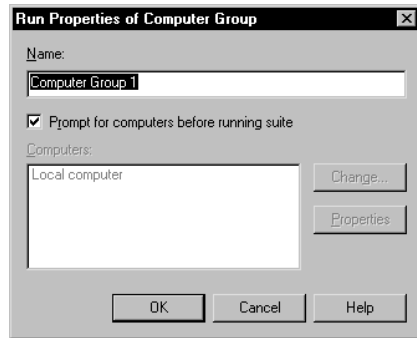 Run Properties of Computer Group
Name:
Computer Group 1
Prompt for computers before running suite
Computers:
Local computer
Change...
Properties
OK
Cancel
Help